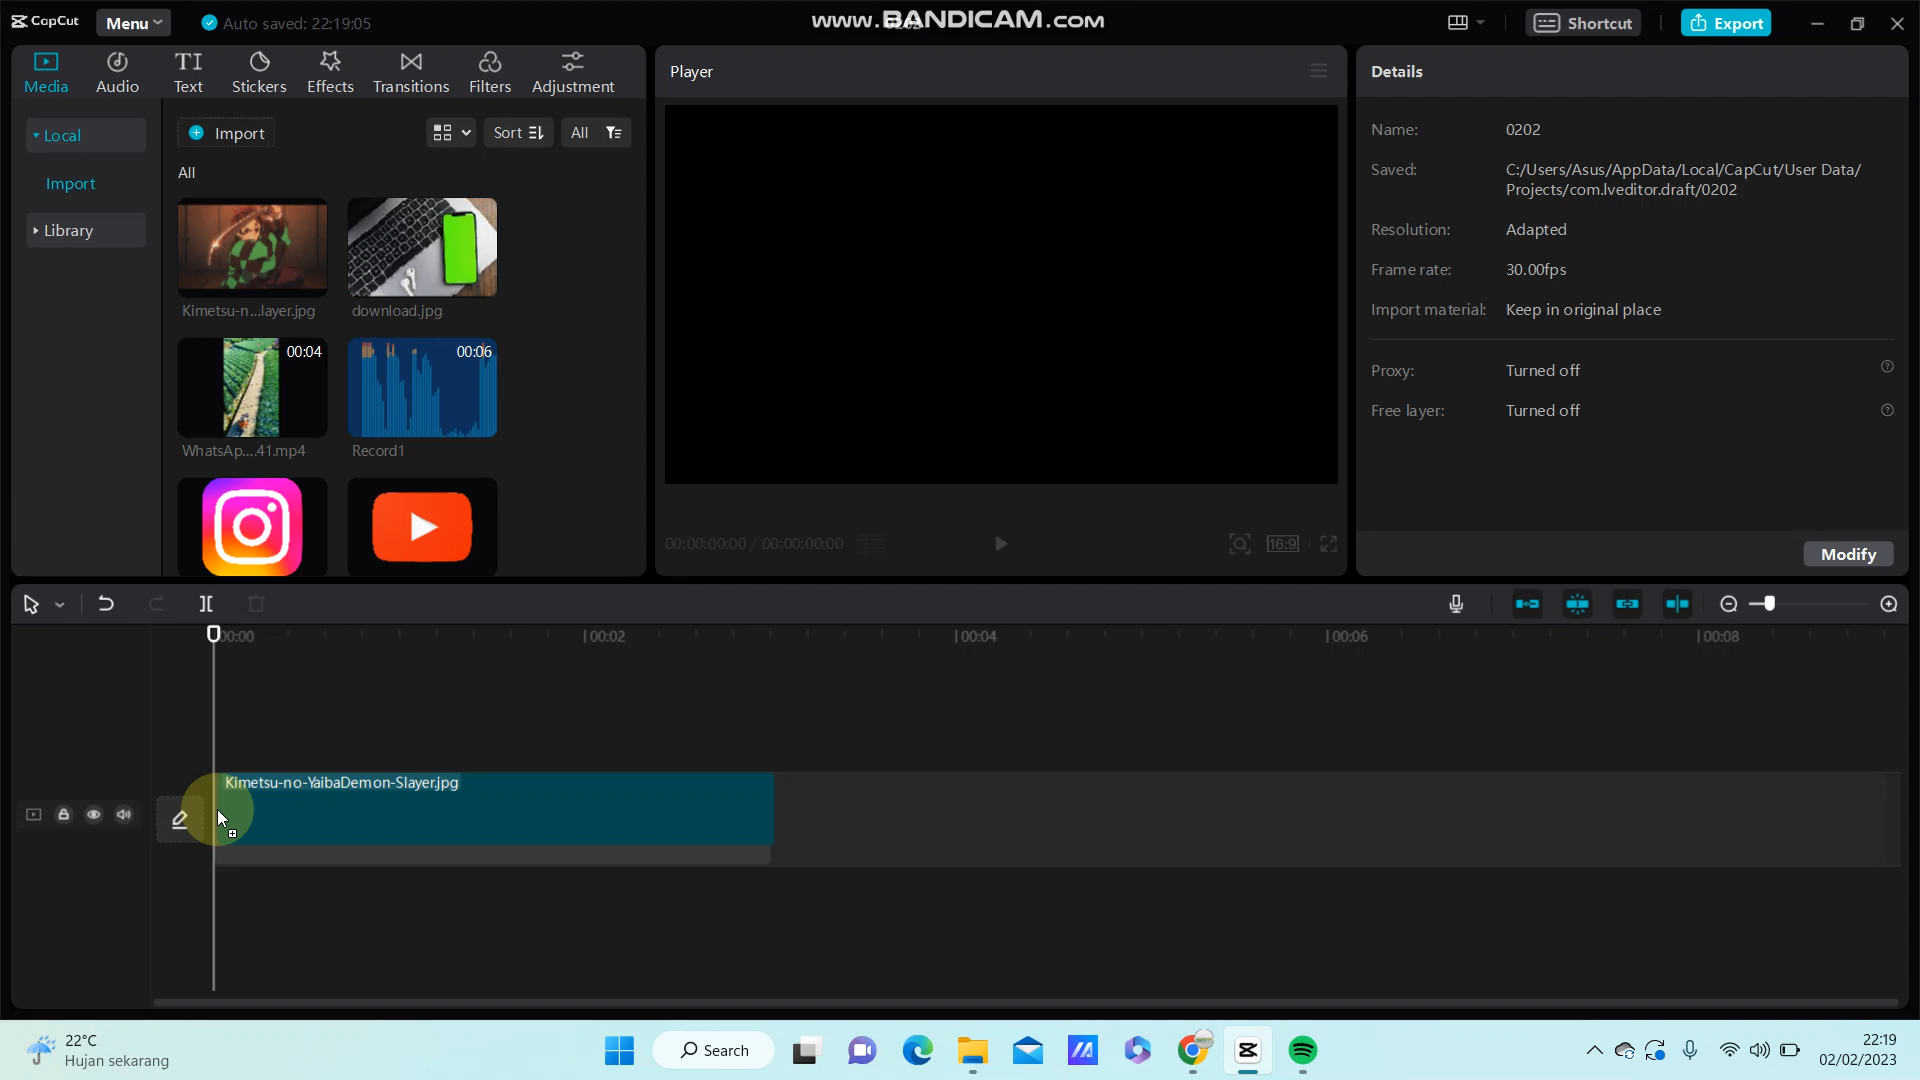 CapCut
Menu
Auto saved: 22:19:05
www.BANDICAM.com
Shortcut
Export
Media
Audio
TI
Text
Stickers
Effects
Transitions
Filters
Adjustment
Local
Import
Library
Import
Sort
All
All
Kimetsu-n...layer.jpg
download.jpg
00:04
00:06
WhatsAp....41.mp4
Record1
Player
00:00:00:00 / 00:00:00:00
16:9
Details
Name: 0202
Saved: C:/Users/Asus/AppData/Local/CapCut/User Data/
Projects/com.lveditor.draft/0202
Resolution: Adapted
Frame rate: 30.00fps
Import material: Keep in original place
Proxy: Turned off
Free layer: Turned off
Modify
00:00
00:02
00:04
00:06
00:08
Kimetsu-no-YaibaDemon-Slayer.jpg
22°C
Hujan sekarang
Search
22:19
02/02/2023